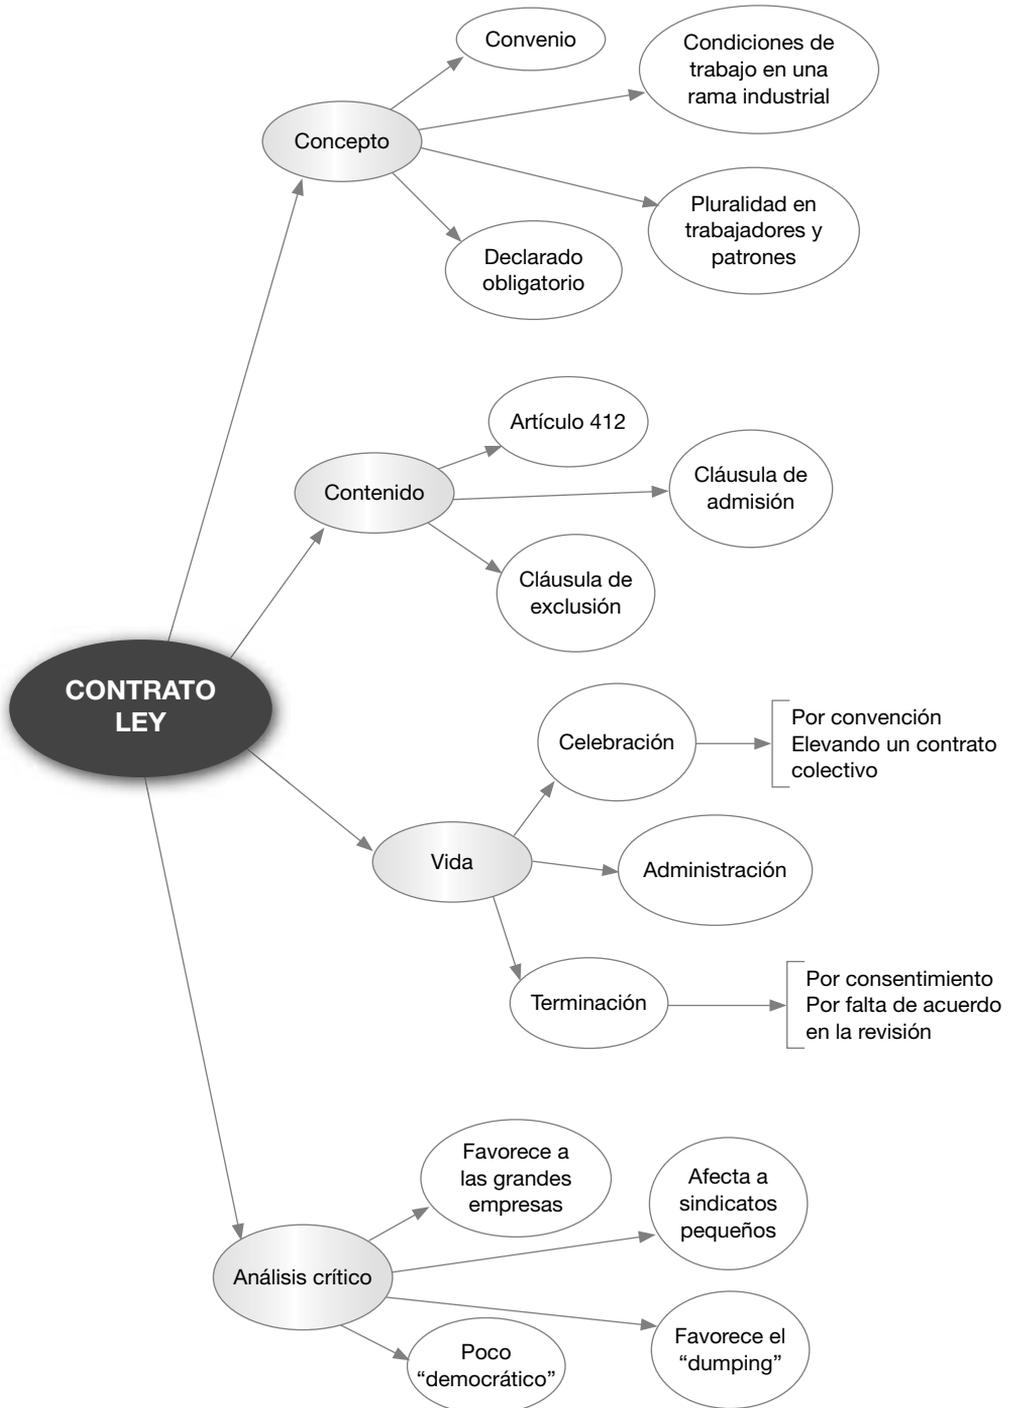 Convenio
Condiciones de
trabajo en una
rama industrial
Concepto
Pluralidad en
trabajadores y
patrones
Declarado
obligatorio
Artículo 412
Cláusula de
admisión
Contenido
Cláusula de
exclusión
CONTRATO
LEY
Celebración
Por convención
Elevando un contrato
colectivo
Vida
Administración
Terminación
Por consentimiento
Por falta de acuerdo
en la revisión
Favorece a
las grandes
empresas
Afecta a
sindicatos
pequeños
Análisis crítico
Favorece el
“dumping”
Poco
“democrático”